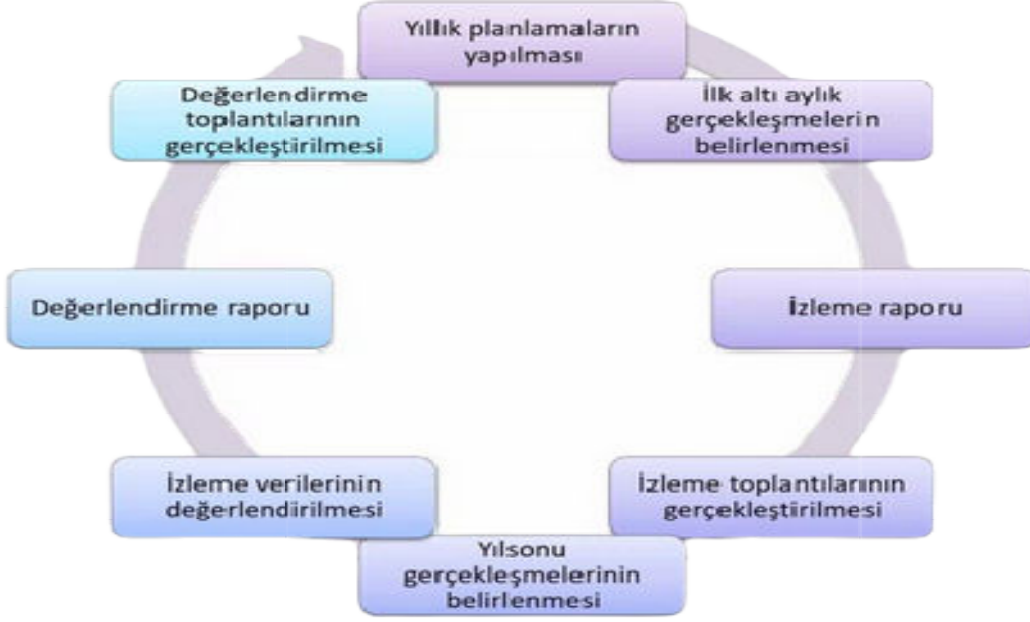 Yıllık planlamaların
yapılması
İlk altı aylık
gerçekleşmelerin
belirlenmesi
İzleme raporu
İzleme toplantılarının
gerçekleştirilmesi
Yılsonu
gerçekleşmelerinin
belirlenmesi
İzleme verilerinin
değerlendirilmesi
Değerlendirme raporu
Değerlendirme
toplantılarının
gerçekleştirilmesi